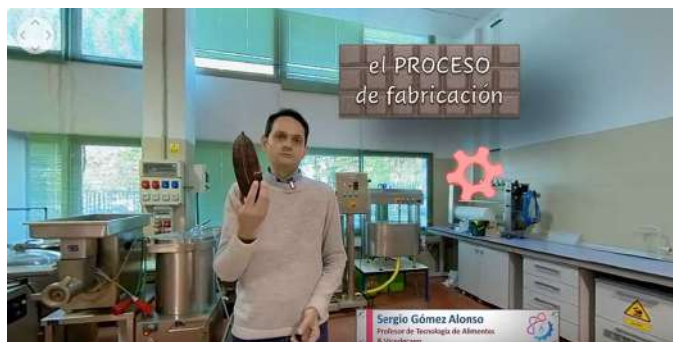 el PROCESO
de fabricación
Sergio Gómez Alonso
Profesor de Tecnología de Alimentos